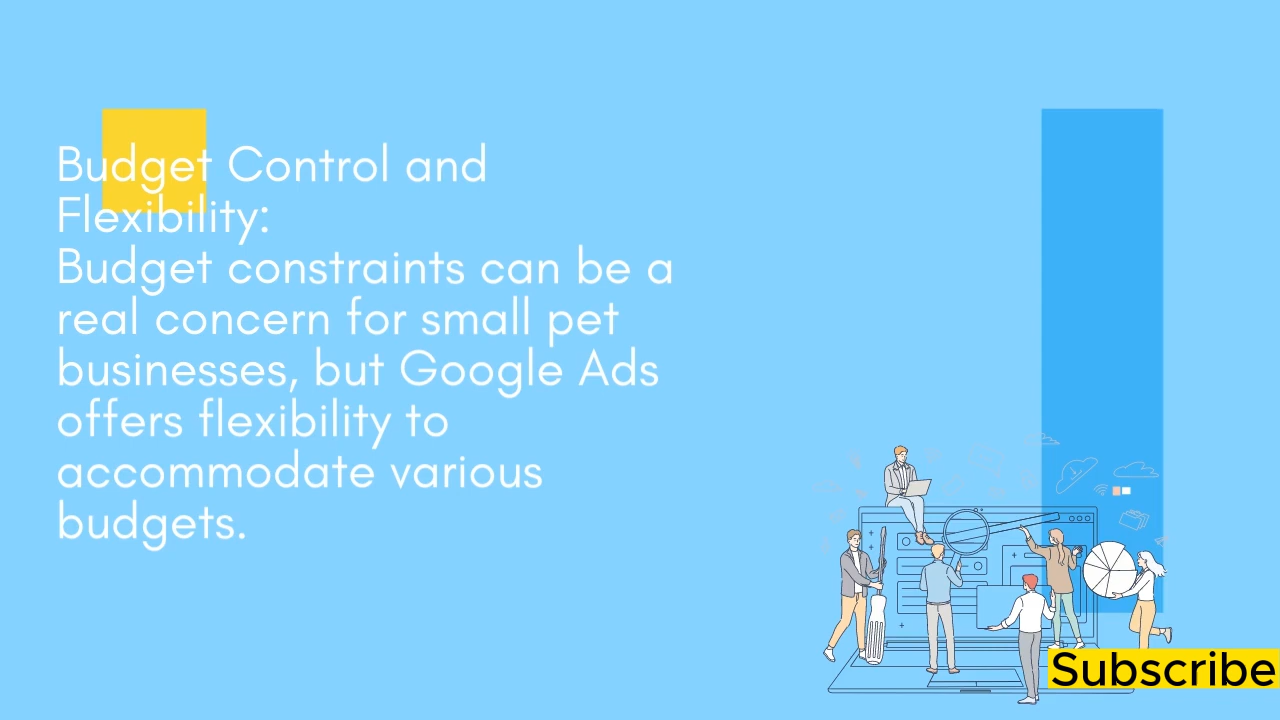 Budget Control and
Flexibility:
Budget constraints can be a
real concern for small pet
businesses, but Google Ads
offers flexibility to
accommodate various
budgets.
Subscribe